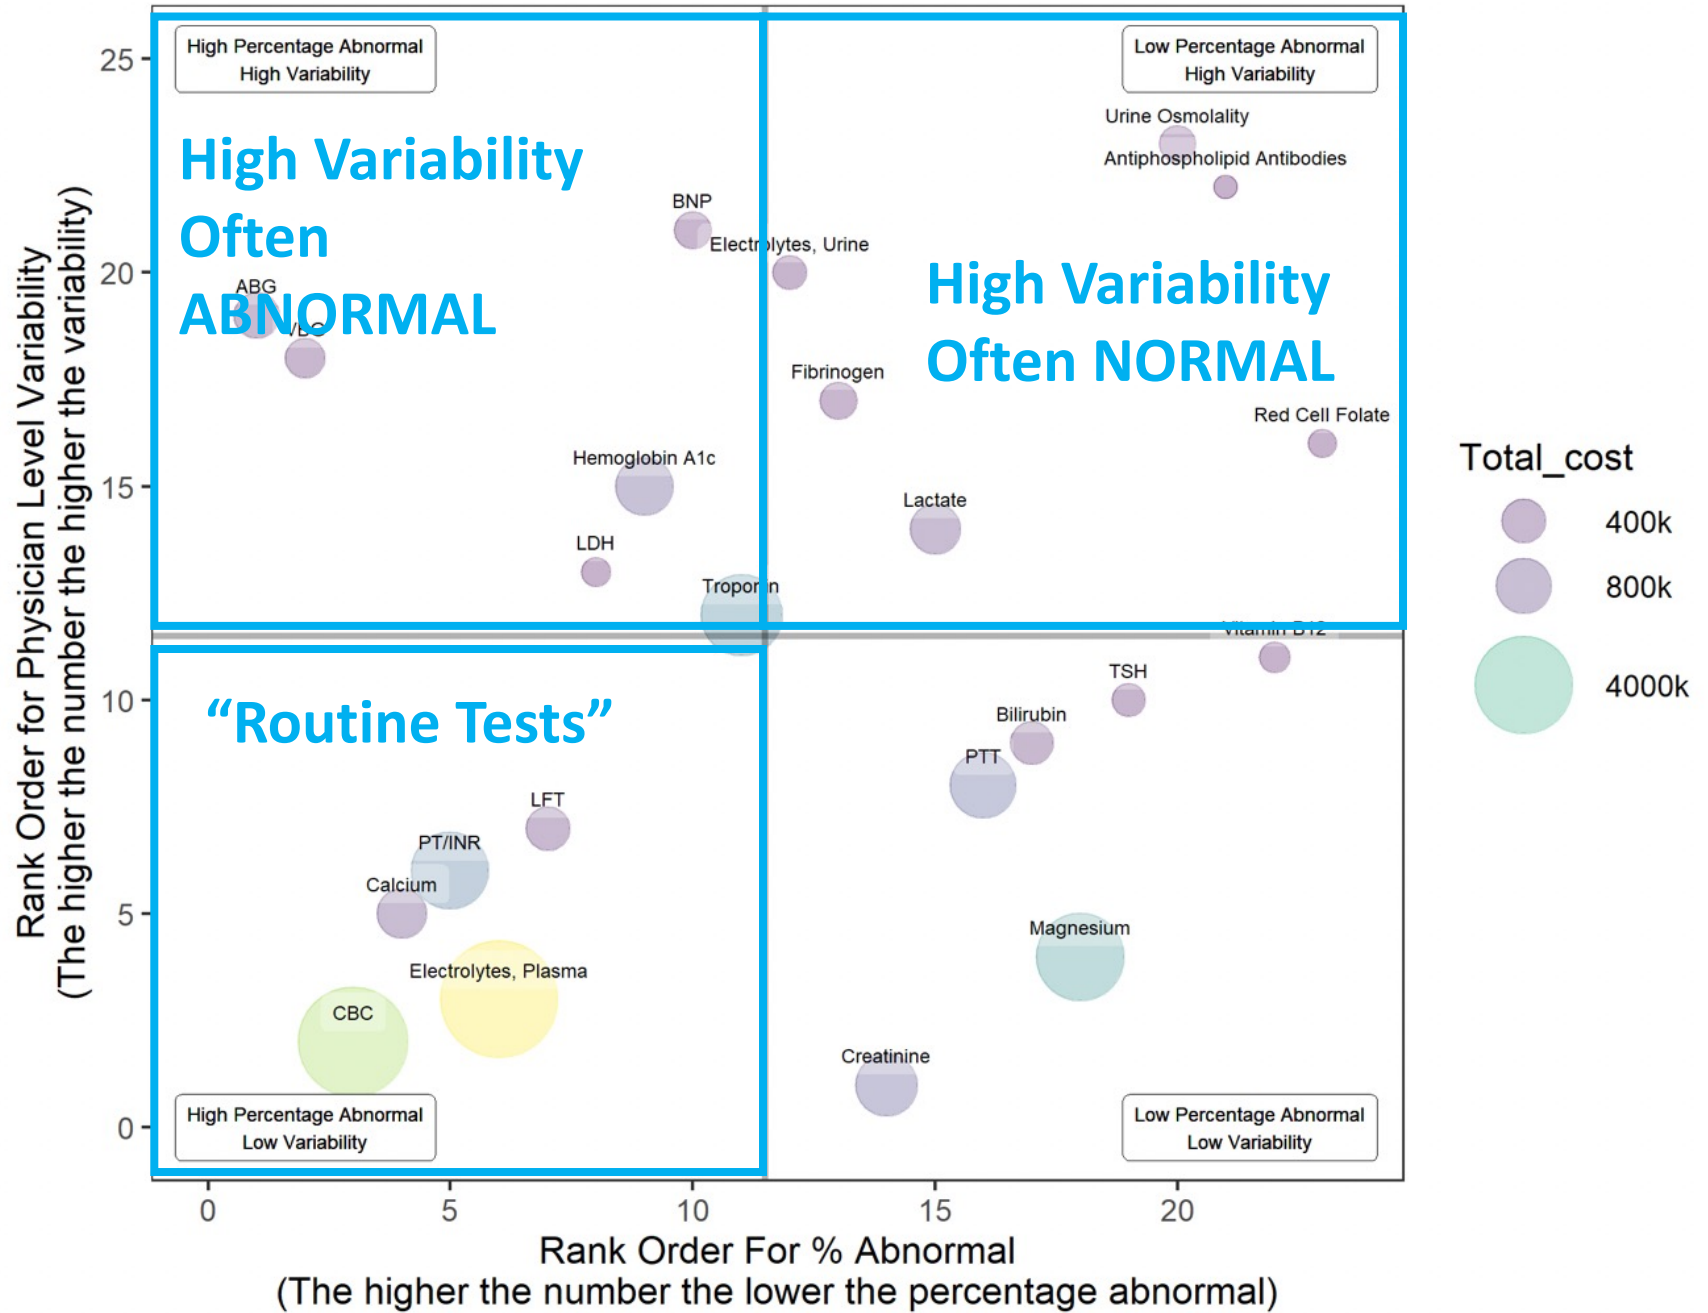 High Percentage Abnormal
High Variability
Low Percentage Abnormal
High Variability
High Variability
Often
ABNORMAL
High Variability
Often NORMAL
"Routine Tests"
Urine Osmolality
Antiphospholipid Antibodies
BNP
Electrolytes, Urine
ABG
VBG
Fibrinogen
Red Cell Folate
Hemoglobin A1c
Lactate
LDH
Troponin
Vitamin B12
TSH
Bilirubin
PTT
LFT
PT/INR
Calcium
Magnesium
Electrolytes, Plasma
CBC
Creatinine
High Percentage Abnormal
Low Variability
Low Percentage Abnormal
Low Variability
25
20
15
10
5
0
0
5
10
15
20
Rank Order for Physician Level Variability
(The higher the number the higher the variability)
Rank Order For % Abnormal
(The higher the number the lower the percentage abnormal)
Total_cost
400k
800k
4000k